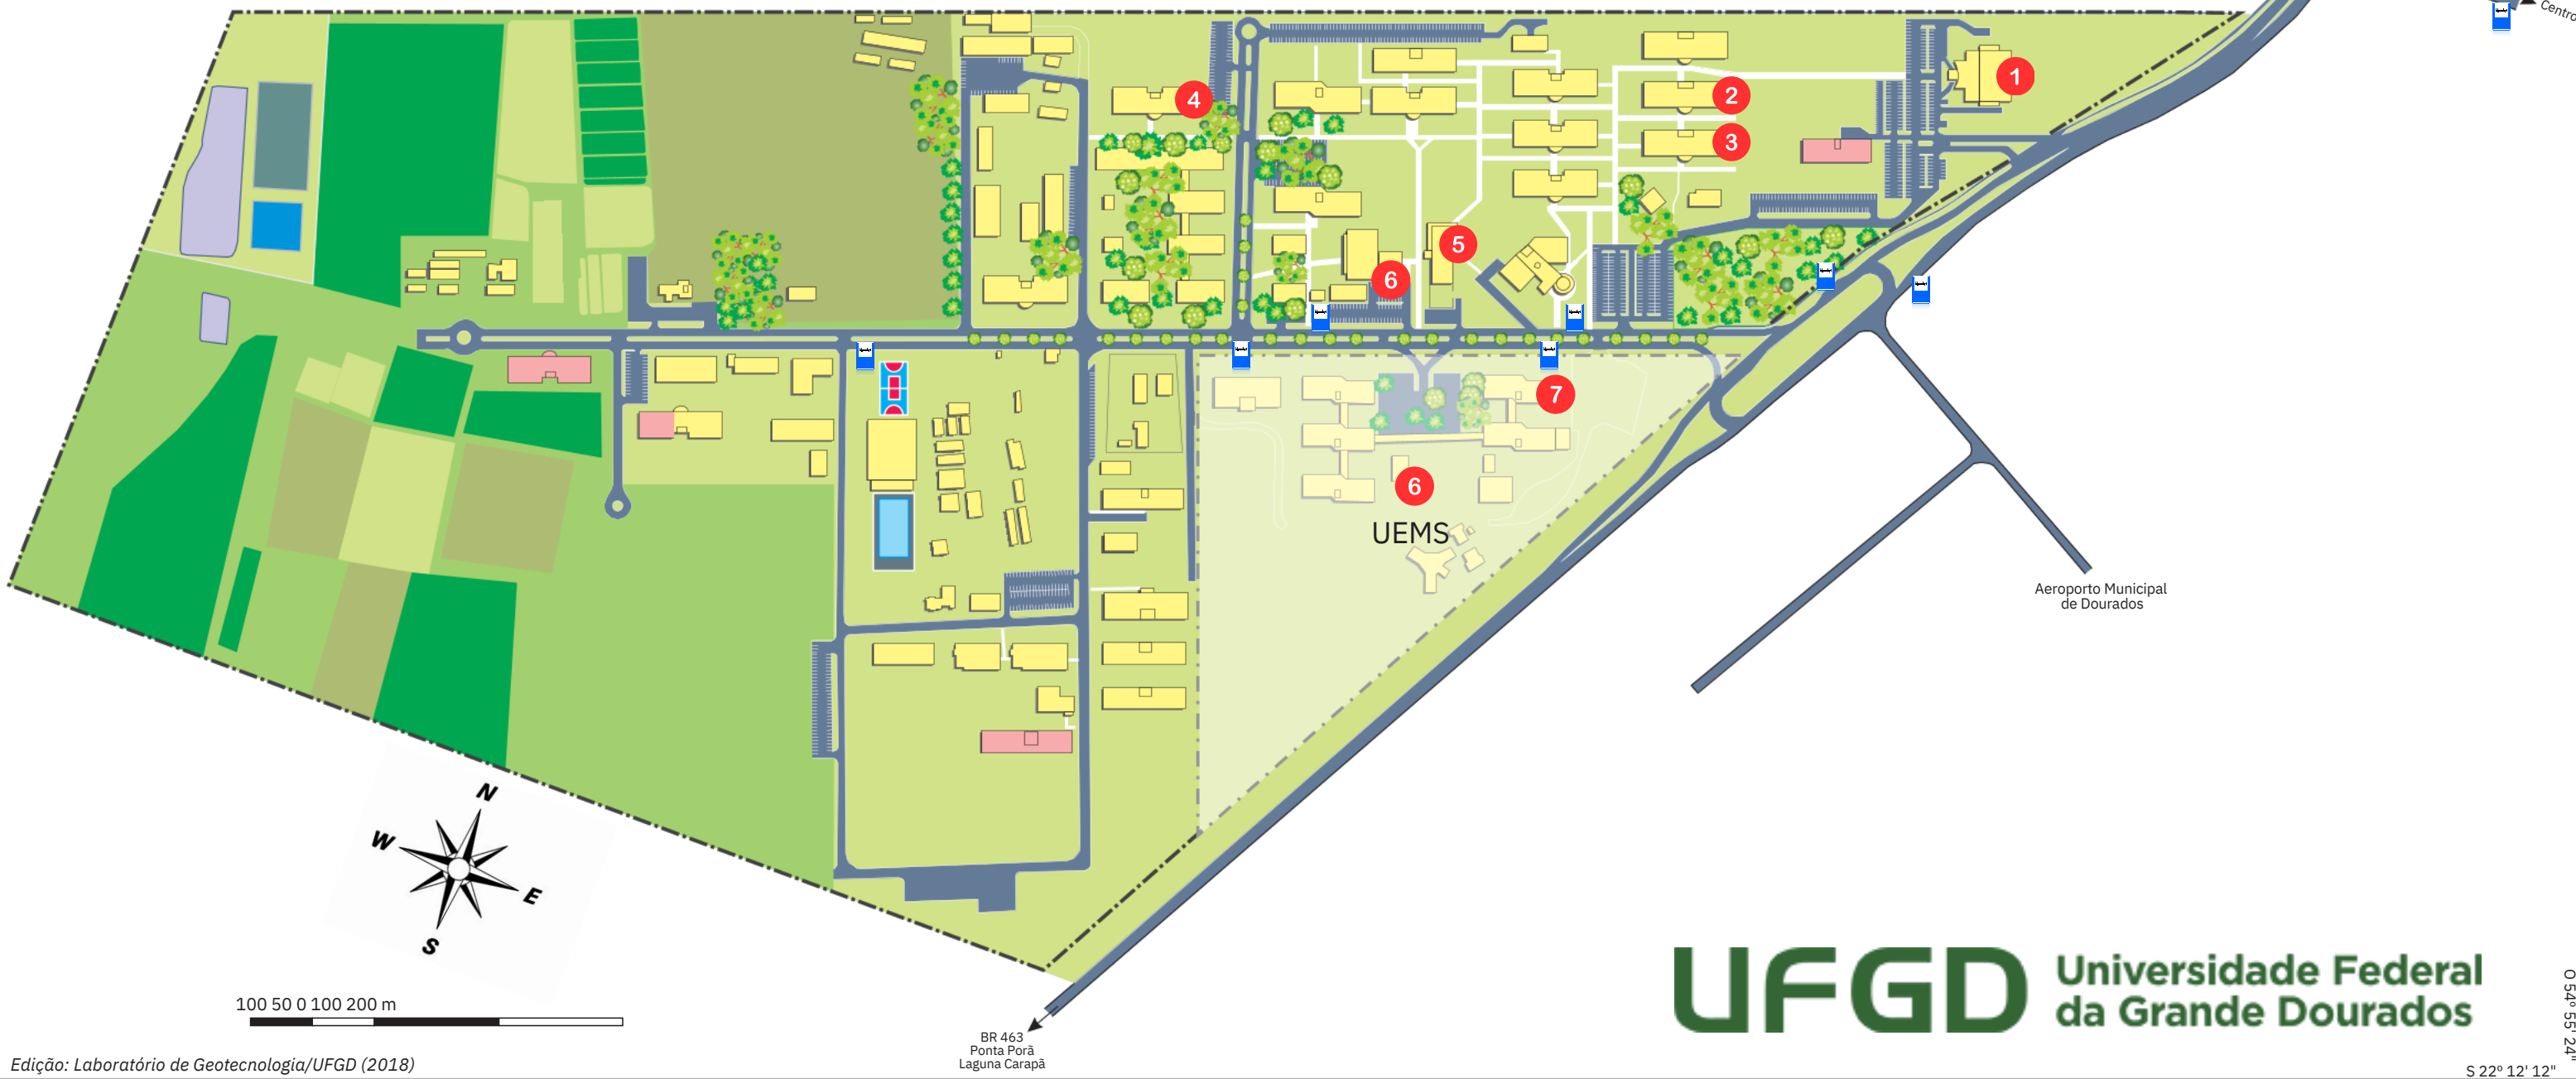 Centro
1
2
3
4
5
6
7
6
UEMS
Aeroporto Municipal
de Dourados
N
W
E
S
100 50 0 100 200 m
BR 463
Ponta Porã
Laguna Carapã
Edição: Laboratório de Geotecnologia/UFGD (2018)
UFGD
Universidade Federal
da Grande Dourados
O 54º 55' 24"
S 22º 12' 12"